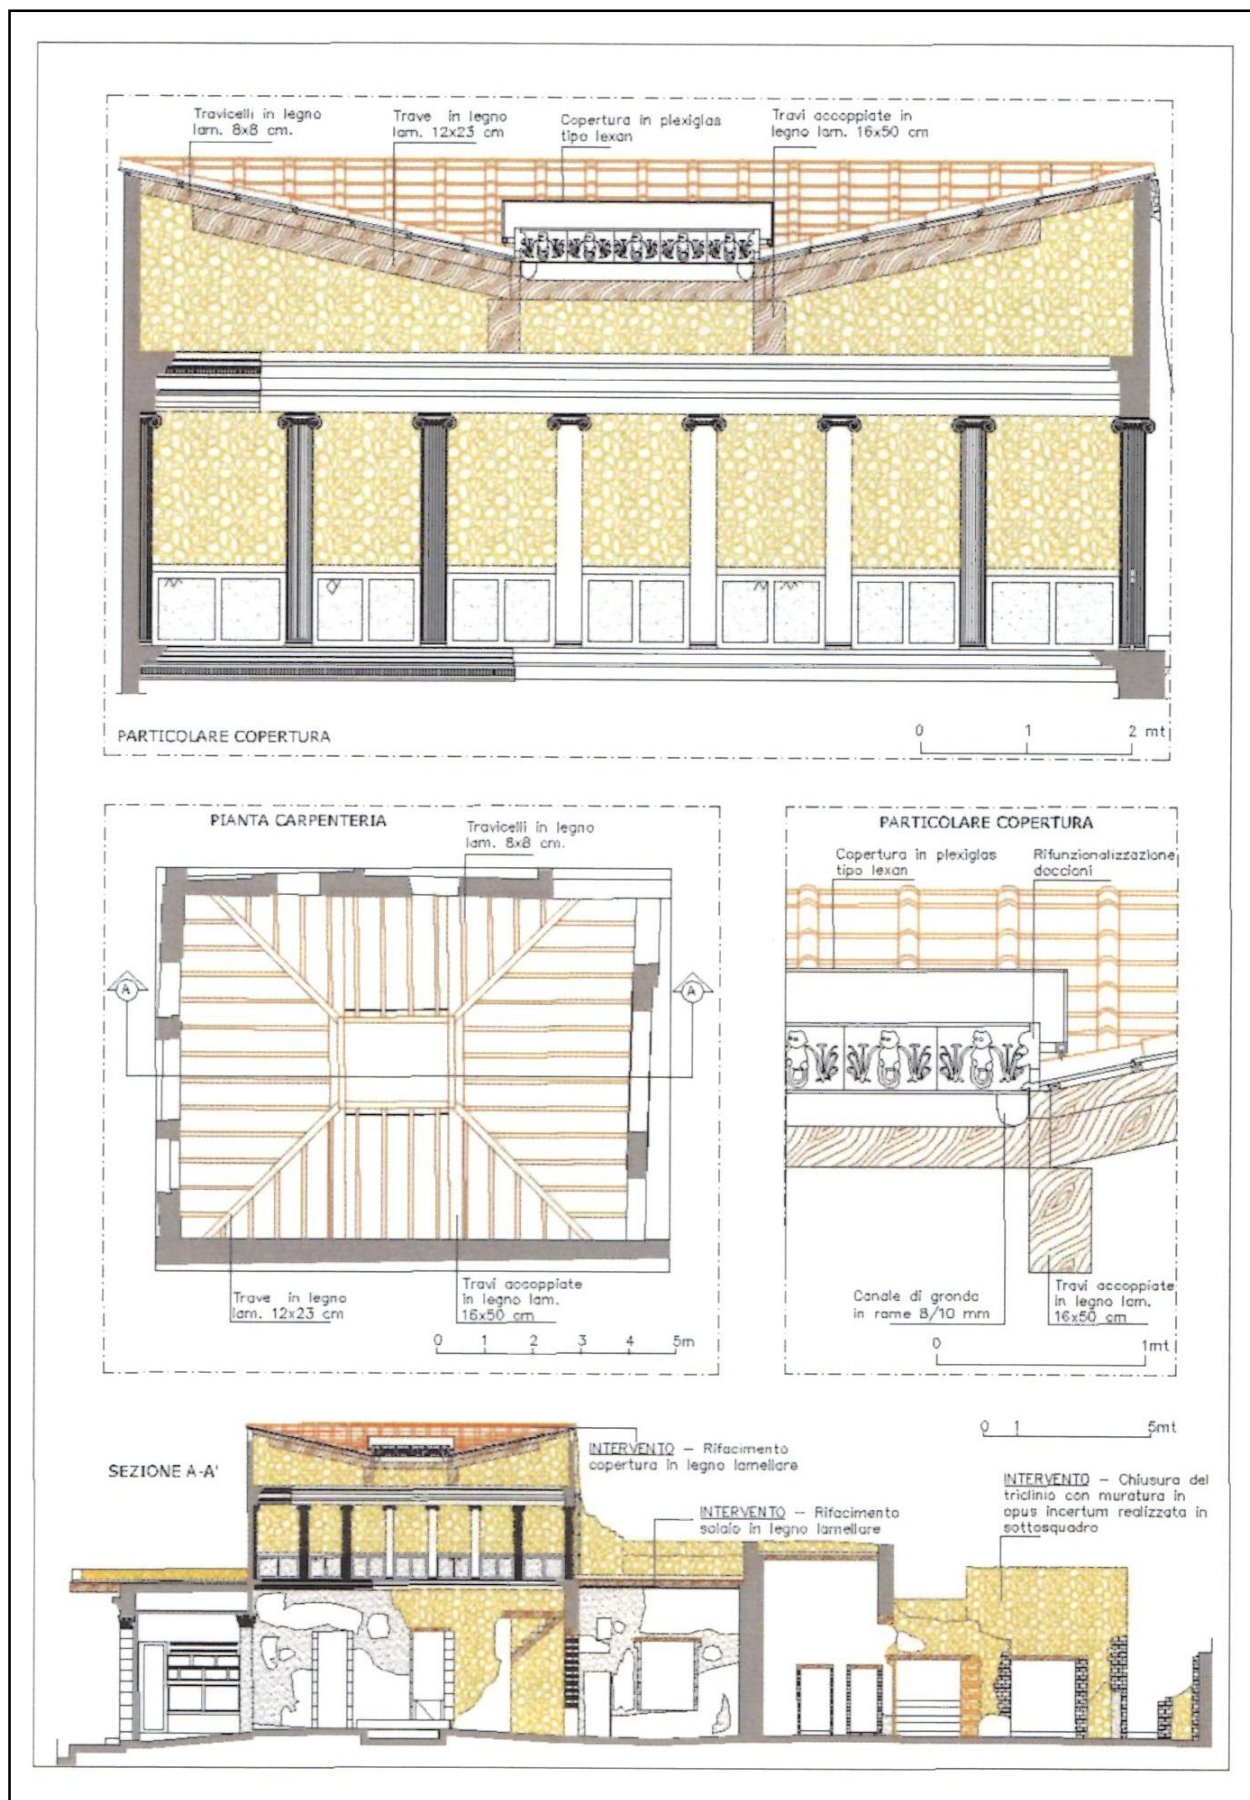 Travicelli in legno
lam. 8x8 cm.
Trave in legno
lam. 12x23 cm
Copertura in plexiglas
tipo lexan
Travi accoppiate in
legno lam. 16x50 cm
PARTICOLARE COPERTURA
0 1 2 mt
PIANTA CARPENTERIA
Travicelli in legno
lam. 8x8 cm.
A
A
Trave in legno
lam. 12x23 cm
Travi accoppiate
in legno lam.
16x50 cm
0 1 2 3 4 5m
PARTICOLARE COPERTURA
Copertura in plexiglas
tipo lexan
Rifunzionalizzazione
doccioni
Canale di gronda
in rame 8/10 mm
Travi accoppiate
in legno lam.
16x50 cm
0 1mt
SEZIONE A-A'
INTERVENTO – Rifacimento
copertura in legno lamellare
INTERVENTO – Rifacimento
solaio in legno lamellare
0 1 5mt
INTERVENTO – Chiusura del
triclinio con muratura in
opus incertum realizzata in
sottosquadro